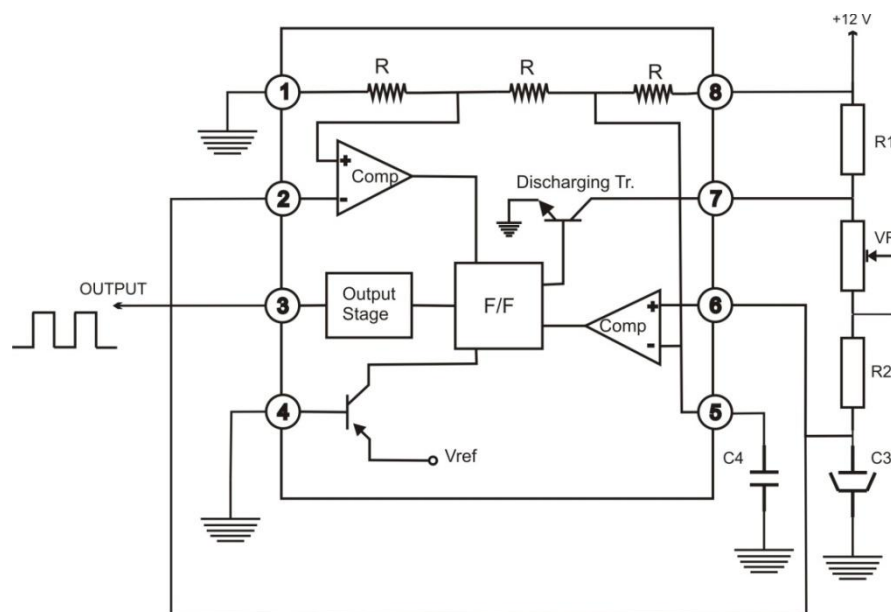 +12 V
R R R
1
8
R1
Comp
+
-
Discharging Tr.
2
7
OUTPUT
3
Output
Stage
F/F
Comp
+
-
6
R2
4
5
Vref
C4
C3